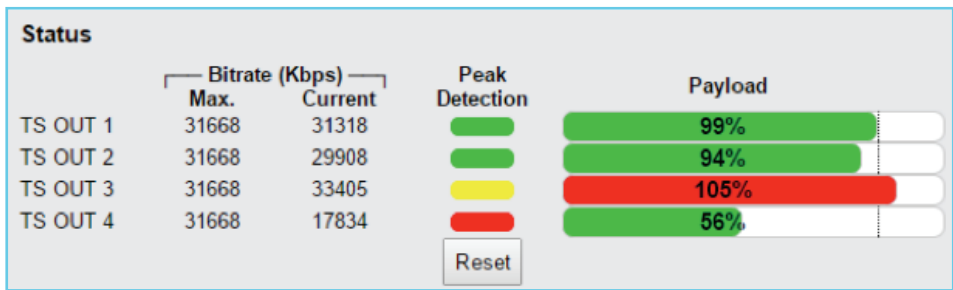 Status
Bitrate (Kbps) Peak
Max. Current Detection Payload
TS OUT 1 31668 31318 99%
TS OUT 2 31668 29908 94%
TS OUT 3 31668 33405 105%
TS OUT 4 31668 17834 56%
Reset